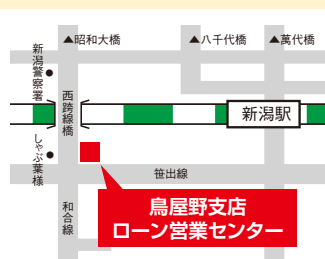 ▲昭和大橋
▲八千代橋
▲萬代橋
新潟警察署
西跨線橋
新潟駅
しゃぶ葉様
笹出線
和合線
鳥屋野支店
ローン営業センター